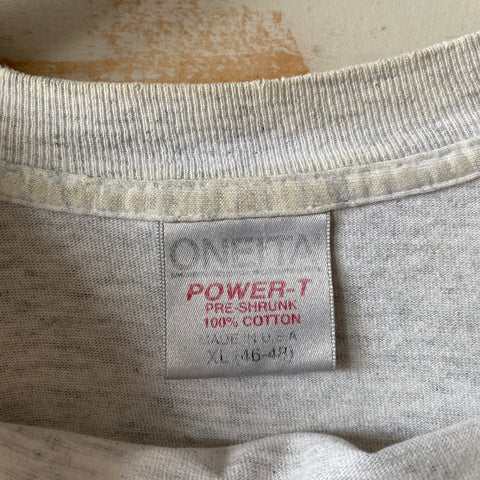 ONEITA®
POWER-T
PRE-SHRUNK
100% COTTON
MADE IN U.S.A.
XL (46-48)